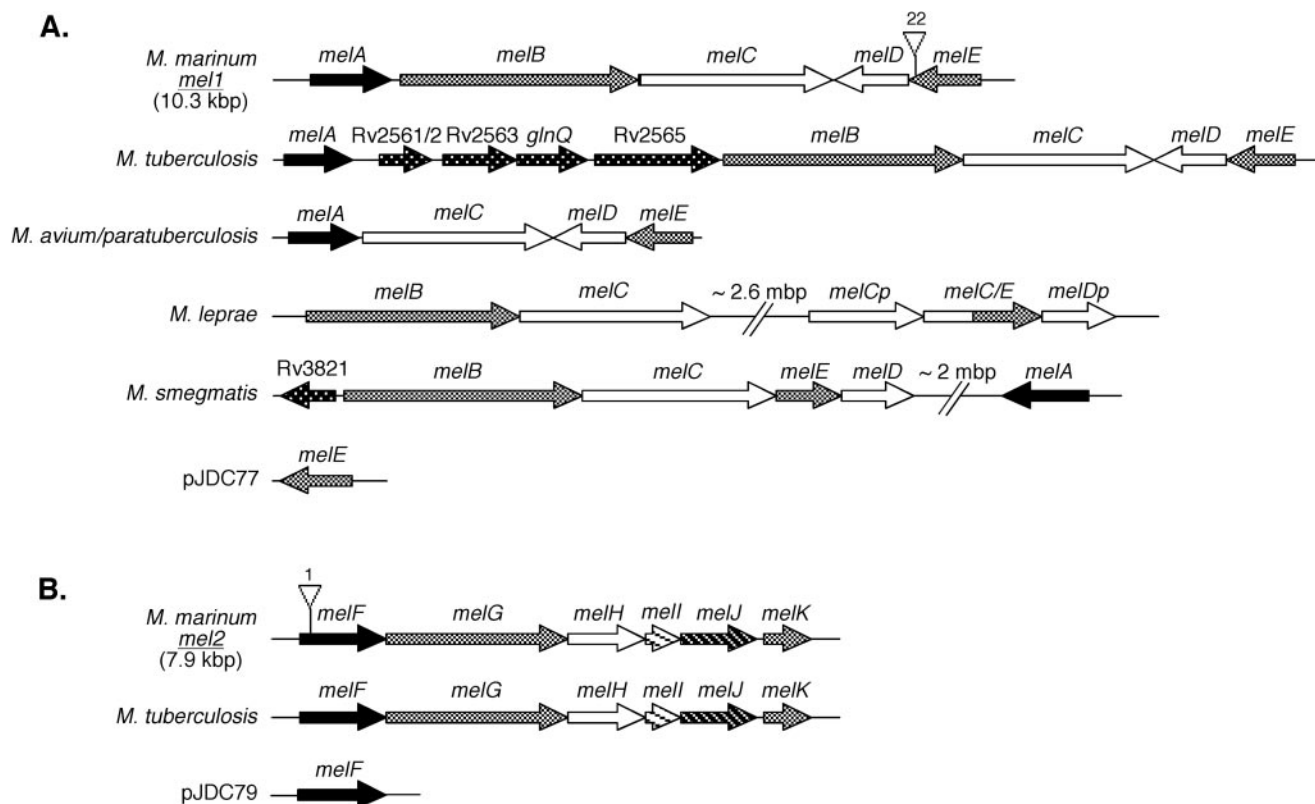 A.
22
melA melB melC melD melE
M. marinum
mel1
(10.3 kbp)
melA Rv2561/2 Rv2563 glnQ Rv2565 melB melC melD melE
M. tuberculosis
melA melC melD melE
M. avium/paratuberculosis
melB melC ~ 2.6 mbp melCp melC/E melDp
M. leprae
Rv3821 melB melC melE melD ~ 2 mbp melA
M. smegmatis
melE
pJDC77
B.
1
melF melG melH melI melJ melK
M. marinum
mel2
(7.9 kbp)
melF melG melH melI melJ melK
M. tuberculosis
melF
pJDC79